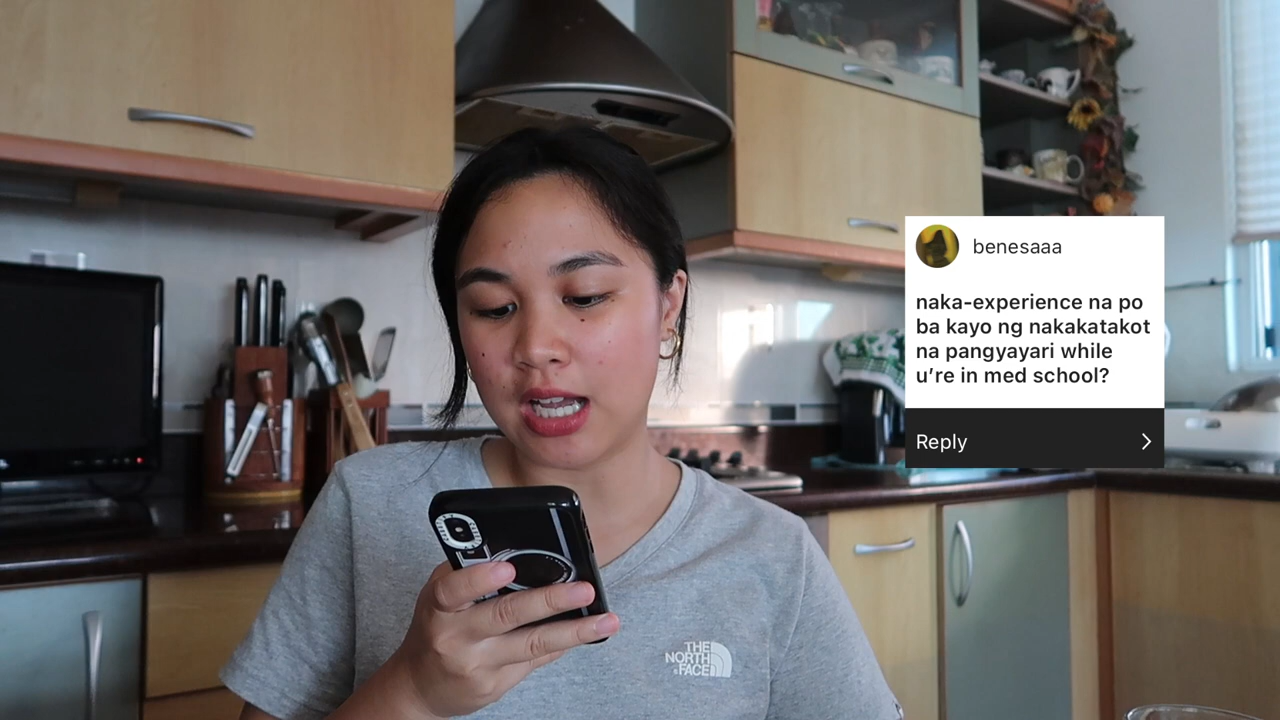 benesaaa
naka-experience na po
ba kayo ng nakakatakot
na pangyayari while
u're in med school?
Reply
THE
NORTH
FACE